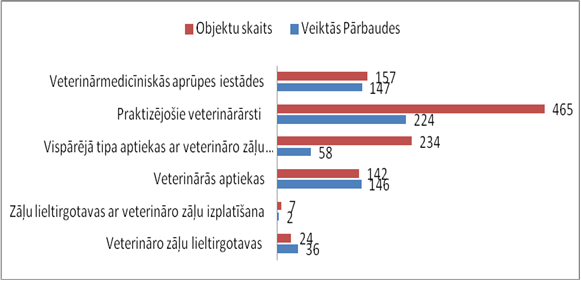 Objektu skaits Veiktās Pārbaudes
Veterinārmedicīniskās aprūpes iestādes 157
147
Praktizējošie veterinārārsti 465
224
Vispārējā tipa aptiekas ar veterināro zāļu... 234
58
Veterinārās aptiekas 142
146
Zāļu lieltirgotavas ar veterināro zāļu izplatīšana 7
2
Veterināro zāļu lieltirgotavas 24
36